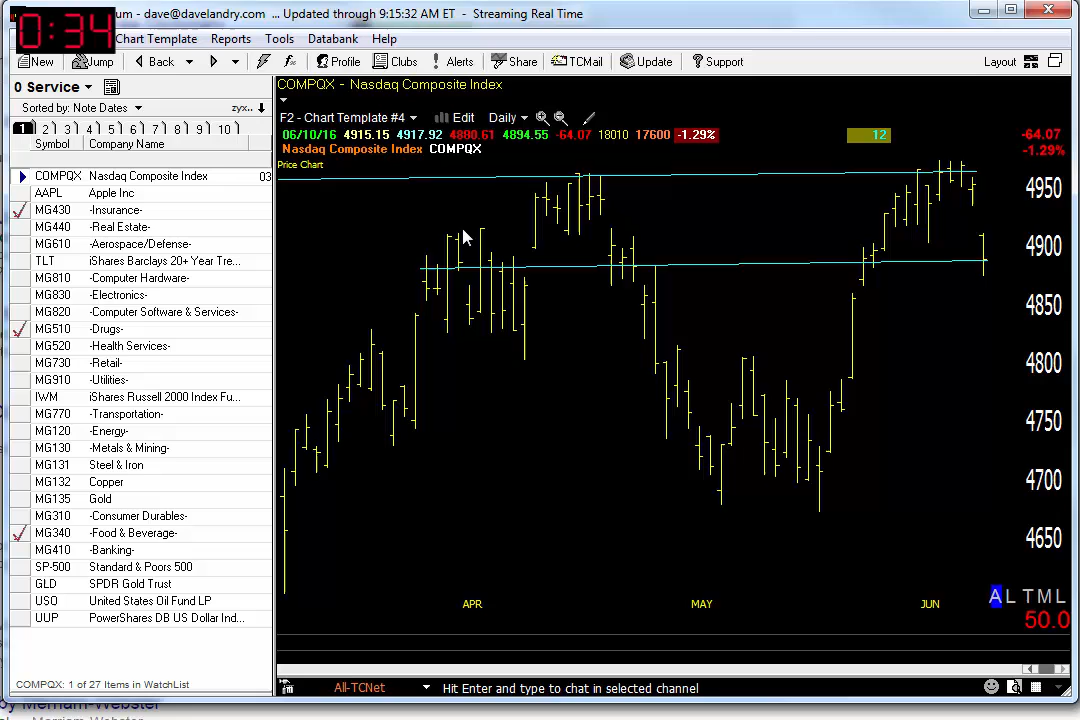 0:34
um - dave@davelandry.com ... Updated through 9:15:32 AM ET - Streaming Real Time
Chart Template Reports Tools Databank Help
New Jump Back Profile Clubs Alerts Share TCMail Update Support Layout
0 Service
COMPQX - Nasdaq Composite Index
Sorted by: Note Dates zyx..
F2 - Chart Template #4 Edit Daily
1 2 3 4 5 6 7 8 9 10
06/10/16 4915.15 4917.92 4880.61 4894.55 -64.07 18010 17600 -1.29% 12 -64.07
-1.29%
Symbol Company Name
Nasdaq Composite Index COMPQX
Price Chart
COMPQX Nasdaq Composite Index 03
AAPL Apple Inc
MG430 -Insurance-
MG440 -Real Estate-
MG610 -Aerospace/Defense-
TLT iShares Barclays 20+ Year Tre...
MG810 -Computer Hardware-
MG830 -Electronics-
MG820 -Computer Software & Services-
MG510 -Drugs-
MG520 -Health Services-
MG730 -Retail-
MG910 -Utilities-
IWM iShares Russell 2000 Index Fu...
MG770 -Transportation-
MG120 -Energy-
MG130 -Metals & Mining-
MG131 Steel & Iron
MG132 Copper
MG135 Gold
MG310 -Consumer Durables-
MG340 -Food & Beverage-
MG410 -Banking-
SP-500 Standard & Poors 500
GLD SPDR Gold Trust
USO United States Oil Fund LP
UUP PowerShares DB US Dollar Ind...
4950
4900
4850
4800
4750
4700
4650
APR MAY JUN
A L T M L
50.0
COMPQX: 1 of 27 Items in WatchList
All-TCNet Hit Enter and type to chat in selected channel
by Merriam-Webster